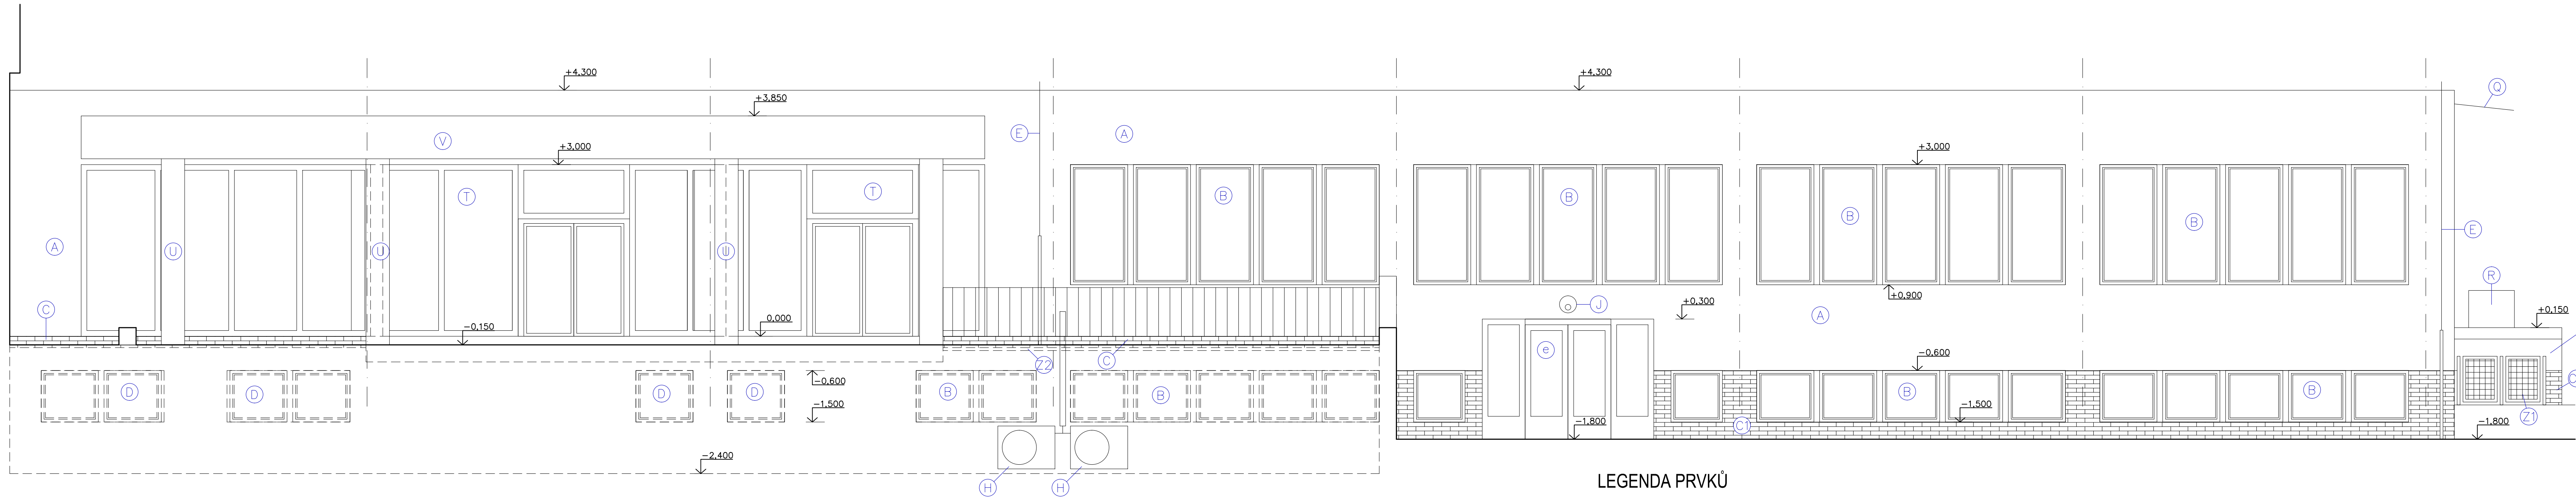 +4,300
+4,300
Q
+3,850
E
A
V
+3,000
+3,000
T
T
B
B
B
B
A
U
U
U
E
R
C
J
+0,300
+0,900
A
+0,150
-0,150
0,000
e
Z2
C
-0,600
-0,600
D
D
D
D
B
B
B
B
-1,500
-1,500
C1
-1,800
-1,800
Z1
-2,400
H
H
LEGENDA PRVKŮ